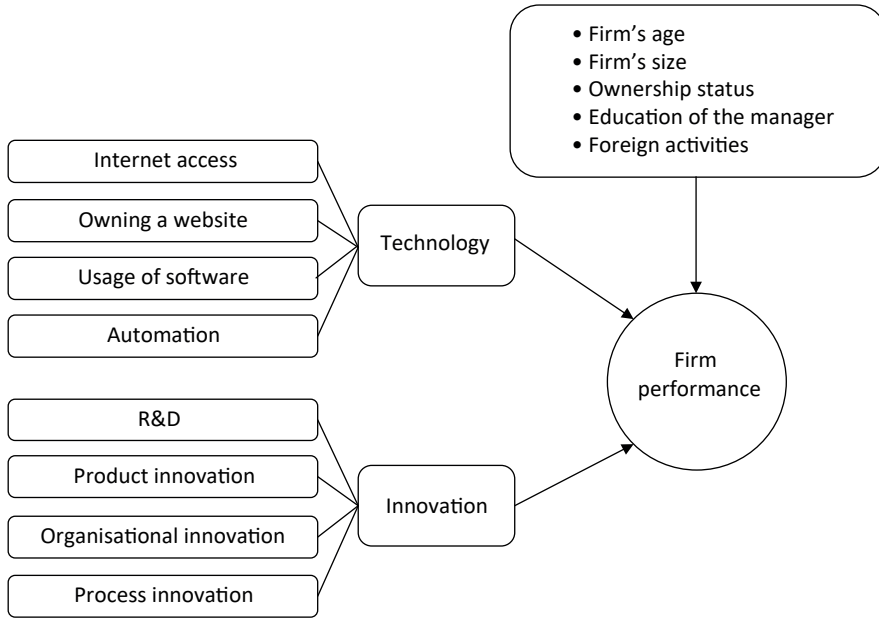 • Firm's age
• Firm's size
• Ownership status
• Education of the manager
• Foreign activities
Internet access
Owning a website
Usage of software
Automation
Technology
Firm
performance
R&D
Product innovation
Organisational innovation
Process innovation
Innovation